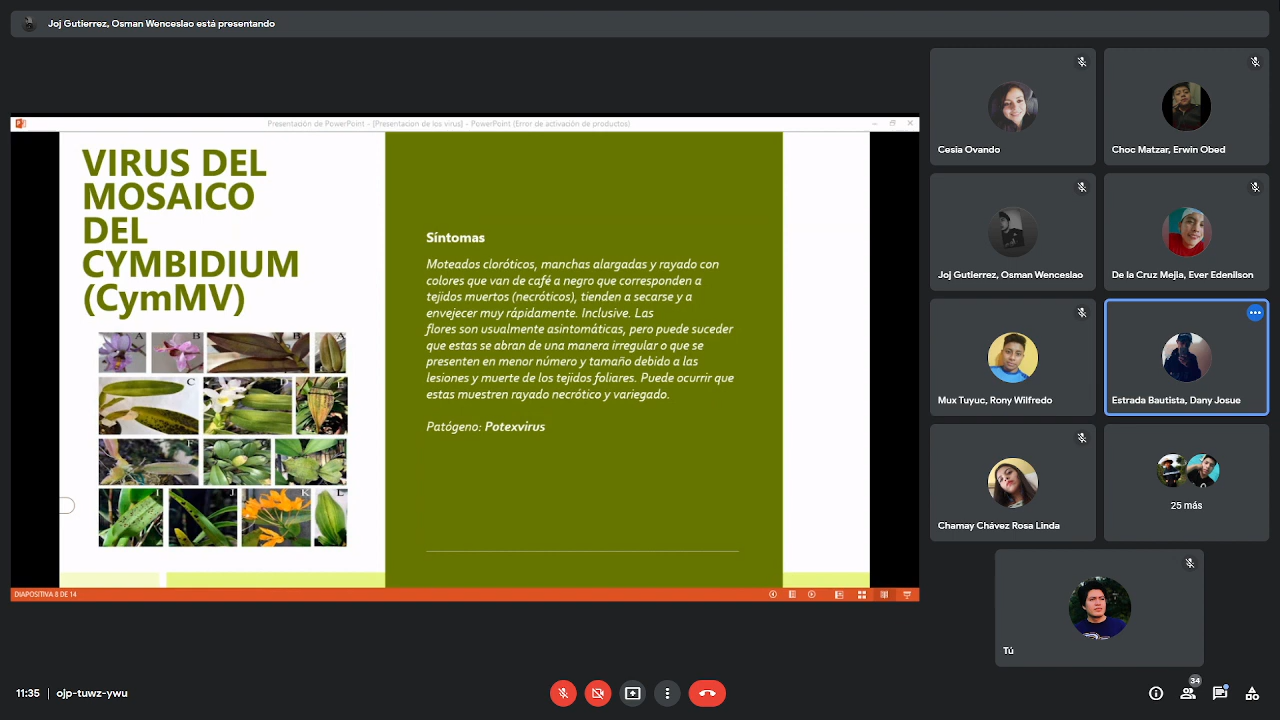 Joj Gutierrez, Osman Wenceslao está presentando
Presentación de PowerPoint - [Presentacion de los virus] - PowerPoint (Error de activación de productos)
VIRUS DEL
MOSAICO
DEL
CYMBIDIUM
(CymMV)
A
B
A
C
D
E
F
I
J
K
L
Síntomas
Moteados cloróticos, manchas alargadas y rayado con
colores que van de café a negro que corresponden a
tejidos muertos (necróticos), tienden a secarse y a
envejecer muy rápidamente. Inclusive. Las
flores son usualmente asintomáticas, pero puede suceder
que estas se abran de una manera irregular o que se
presenten en menor número y tamaño debido a las
lesiones y muerte de los tejidos foliares. Puede ocurrir que
estas muestren rayado necrótico y variegado.
Patógeno: Potexvirus
DIAPOSITIVA 8 DE 14
Cesia Ovando
Choc Matzar, Erwin Obed
Joj Gutierrez, Osman Wenceslao
De la Cruz Mejia, Ever Ferdilson
Mux Tuyuc, Rony Wilfredo
Estrada Bautista, Dany Josue
Chamay Chávez Rosa Linda
25 más
Tú
11:35 | ojp-tuwz-ywu
34